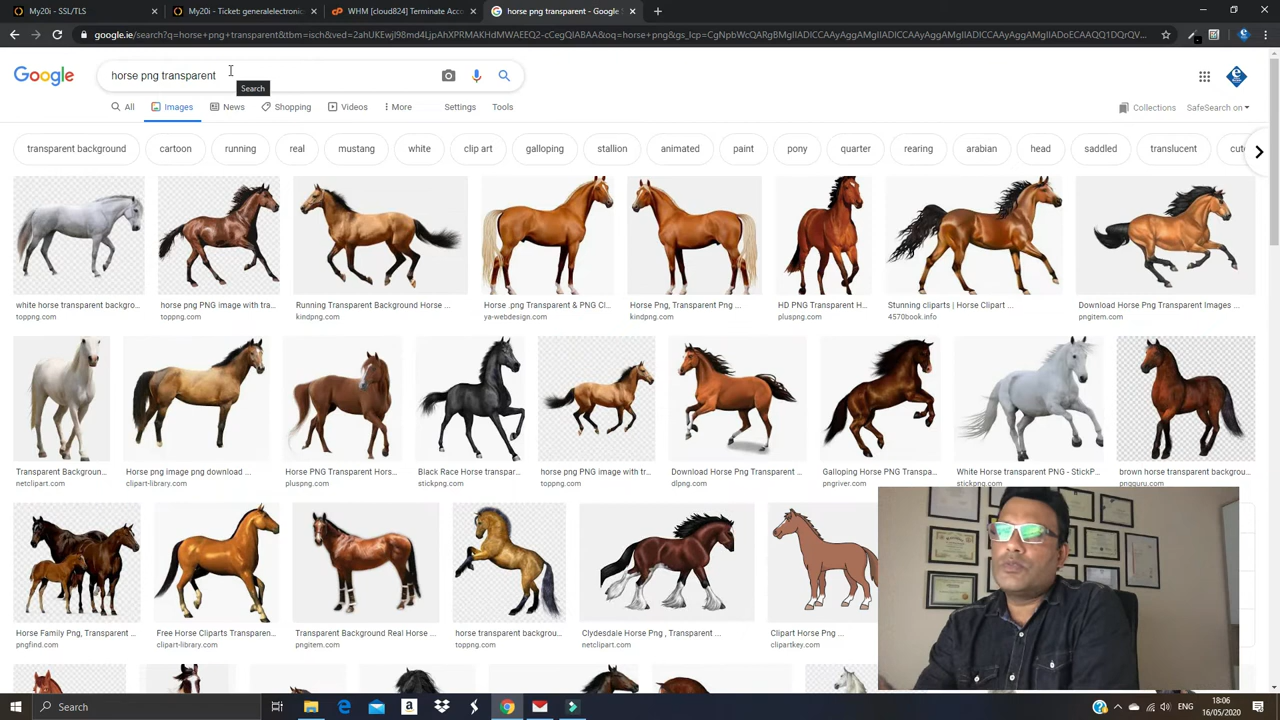 My20i - SSL/TLS
My20i - Ticket: generalelectronic
WHM [cloud824] Terminate Acco
horse png transparent - Google S
google.ie/search?q=horse+png+transparent&tbm=isch&ved=
Google
horse png transparent
Search
All
Images
News
Shopping
Videos
More
Settings
Tools
Collections
SafeSearch on
transparent background
cartoon
running
real
mustang
white
clip art
galloping
stallion
animated
paint
pony
quarter
rearing
arabian
head
saddled
translucent
cut
white horse transparent backgro...
horse png PNG image with tra...
Running Transparent Background Horse ...
Horse .png Transparent & PNG Cl...
Horse Png, Transparent Png ...
HD PNG Transparent H...
Stunning cliparts | Horse Clipart ...
Download Horse Png Transparent Images ...
toppng.com
toppng.com
kindpng.com
ya-webdesign.com
kindpng.com
pluspng.com
4570book.info
pngitem.com
Transparent Backgroun...
Horse png image png download ...
Horse PNG Transparent Hors...
Black Race Horse transpar...
horse png PNG image with tr...
Download Horse Png Transparent ...
Galloping Horse PNG Transpa...
White Horse transparent PNG - StickP...
brown horse transparent backgrou...
netclipart.com
clipart-library.com
pluspng.com
stickpng.com
toppng.com
dlpng.com
pngriver.com
stickpng.com
pngguru.com
Horse Family Png, Transparent ...
Free Horse Cliparts Transparen...
Transparent Background Real Horse ...
horse transparent backgrou...
Clydesdale Horse Png , Transparent ...
Clipart Horse Png ...
pngfind.com
clipart-library.com
pngitem.com
toppng.com
netclipart.com
clipartkey.com
Search
ENG
18:06
16/05/2020